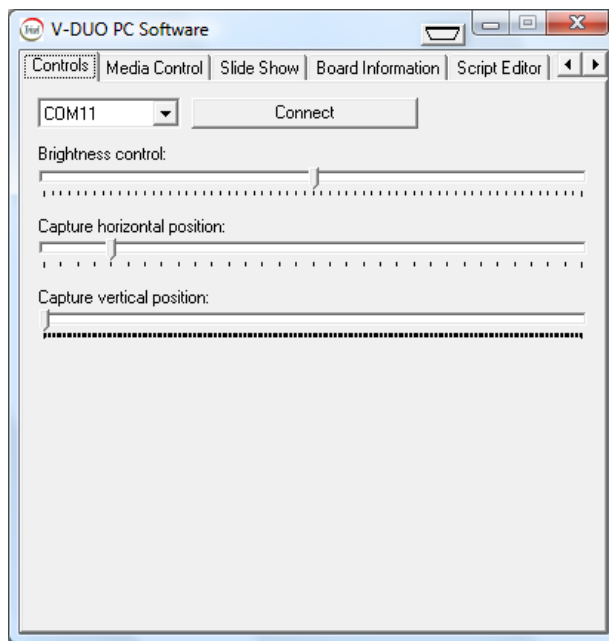 V-DUO PC Software
Controls Media Control Slide Show Board Information Script Editor
COM11 Connect
Brightness control:
Capture horizontal position:
Capture vertical position: